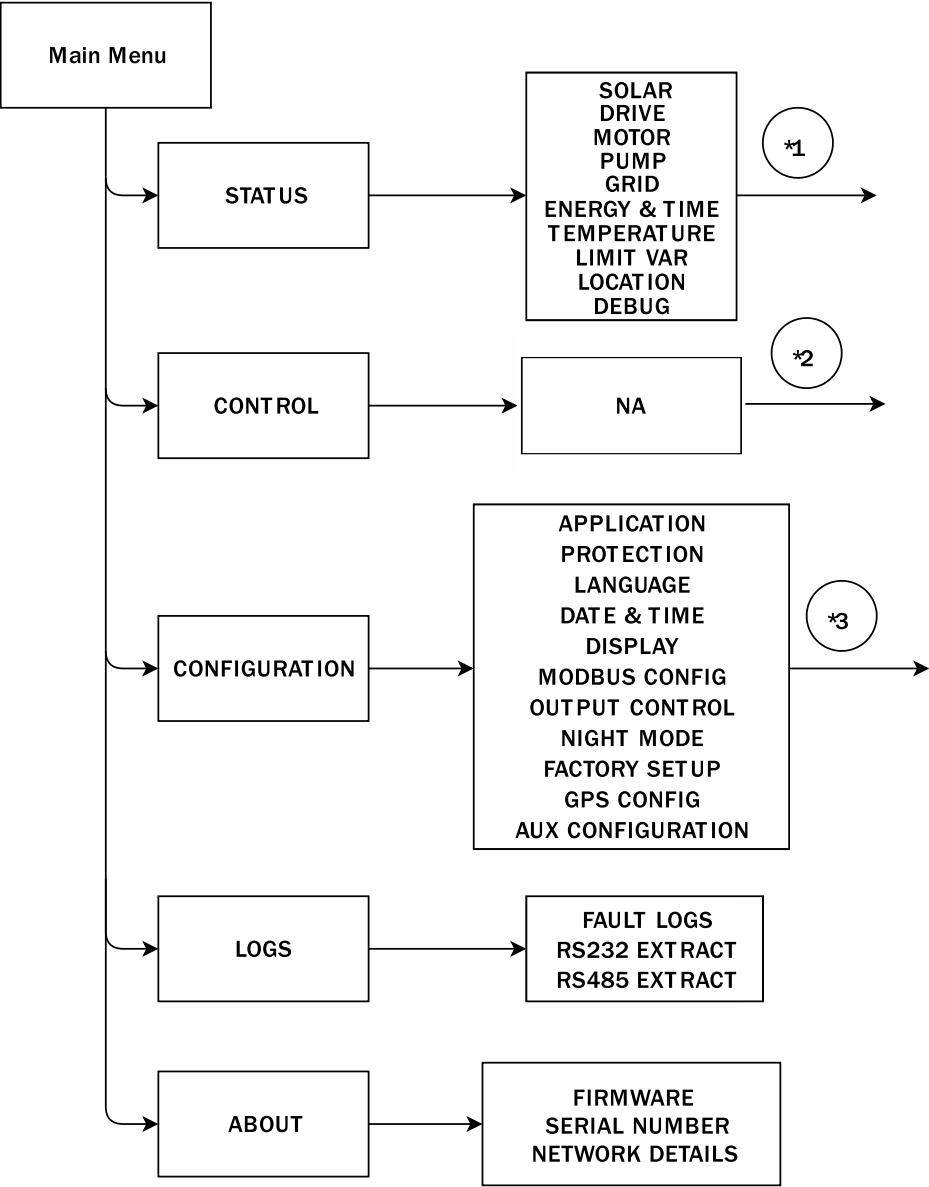 Main Menu
STATUS
SOLAR
DRIVE
MOTOR
PUMP
GRID
ENERGY & TIME
TEMPERATURE
LIMIT VAR
LOCATION
DEBUG
*1
CONTROL
NA
*2
CONFIGURATION
APPLICATION
PROTECTION
LANGUAGE
DATE & TIME
DISPLAY
MODBUS CONFIG
OUTPUT CONTROL
NIGHT MODE
FACTORY SETUP
GPS CONFIG
AUX CONFIGURATION
*3
LOGS
FAULT LOGS
RS232 EXTRACT
RS485 EXTRACT
ABOUT
FIRMWARE
SERIAL NUMBER
NETWORK DETAILS